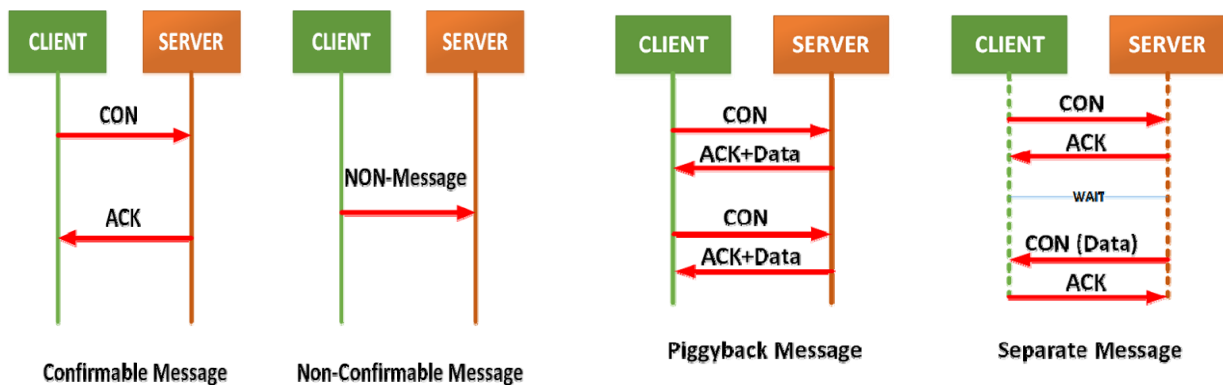 CLIENT
SERVER
CON
ACK
Confirmable Message
CLIENT
SERVER
NON-Message
Non-Confirmable Message
CLIENT
SERVER
CON
ACK+Data
CON
ACK+Data
Piggyback Message
CLIENT
SERVER
CON
ACK
WAIT
CON (Data)
ACK
Separate Message